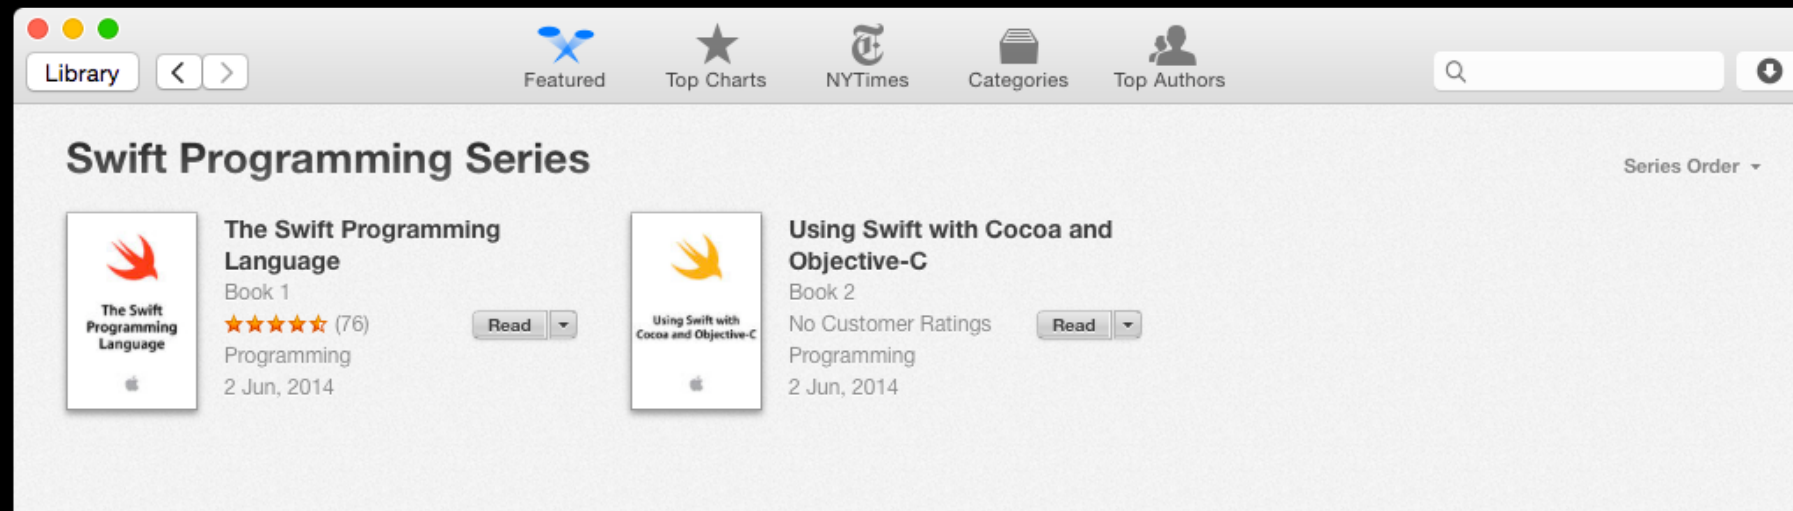 Library
Featured
Top Charts
NYTimes
Categories
Top Authors
Swift Programming Series
Series Order
The Swift
Programming
Language
The Swift Programming
Language
Book 1
(76)
Read
Programming
2 Jun, 2014
Using Swift with
Cocoa and Objective-C
Using Swift with Cocoa and
Objective-C
Book 2
No Customer Ratings
Read
Programming
2 Jun, 2014